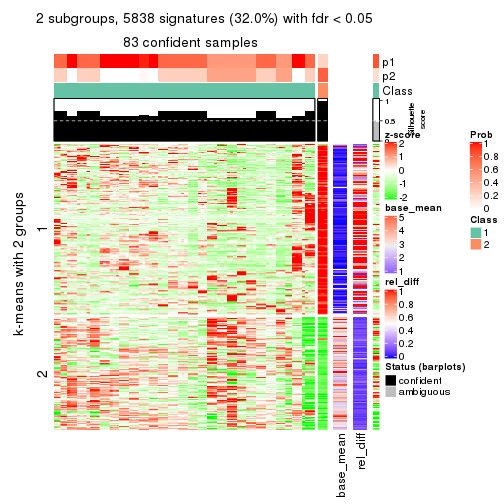 2 subgroups, 5838 signatures (32.0%) with fdr < 0.05
83 confident samples
p1
p2
Class
1
0.5
0
Silhouette
score
k-means with 2 groups
1
2
base_mean
rel_diff
z-score
2
1
0
-1
-2
base_mean
5
4
3
2
1
rel_diff
1
0.8
0.6
0.4
0.2
0
Status (barplots)
confident
ambiguous
Prob
1
0.8
0.6
0.4
0.2
0
Class
1
2